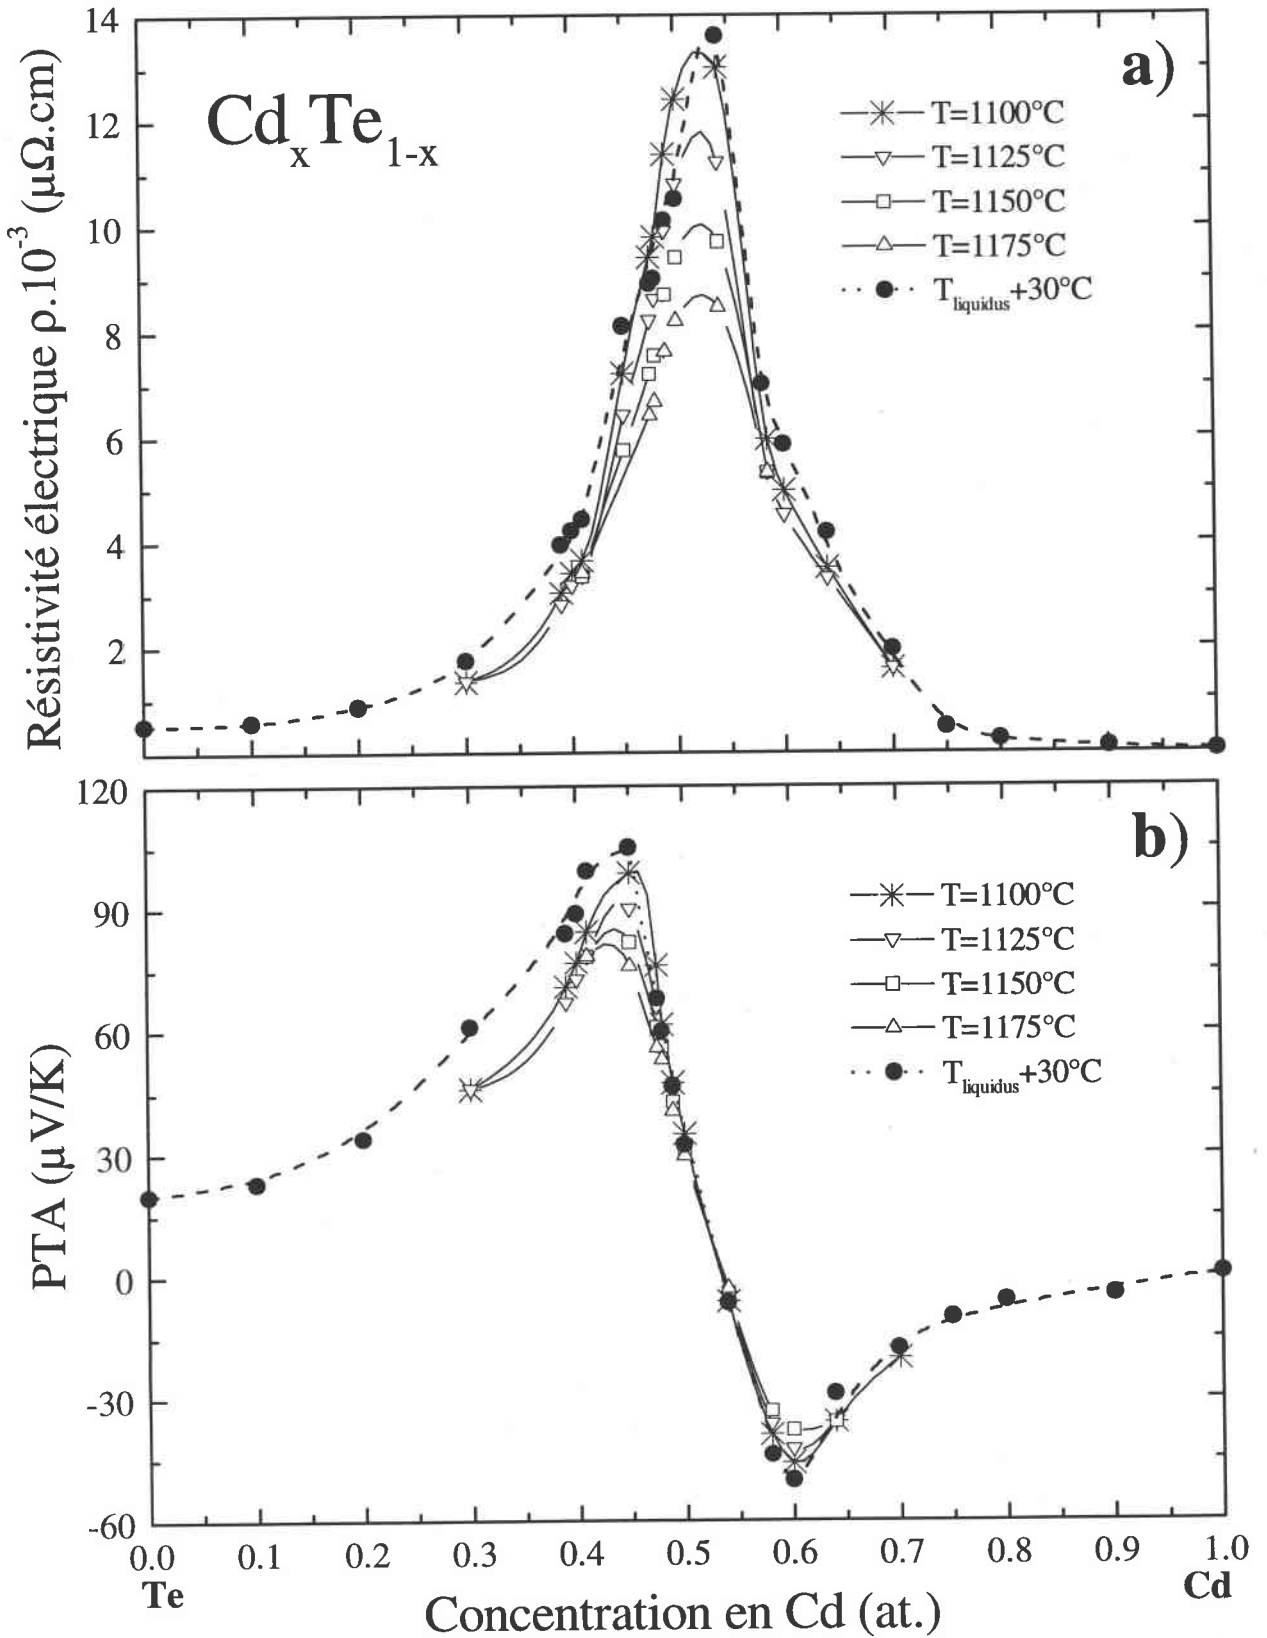 14
12
10
8
6
4
2
Résistivité électrique ρ.10⁻³ (μΩ.cm)
CdₓTe₁₋ₓ
a)
T=1100°C
T=1125°C
T=1150°C
T=1175°C
T_liquidus+30°C
120
90
60
30
0
-30
-60
PTA (μV/K)
b)
T=1100°C
T=1125°C
T=1150°C
T=1175°C
T_liquidus+30°C
0.0 0.1 0.2 0.3 0.4 0.5 0.6 0.7 0.8 0.9 1.0
Te Cd
Concentration en Cd (at.)